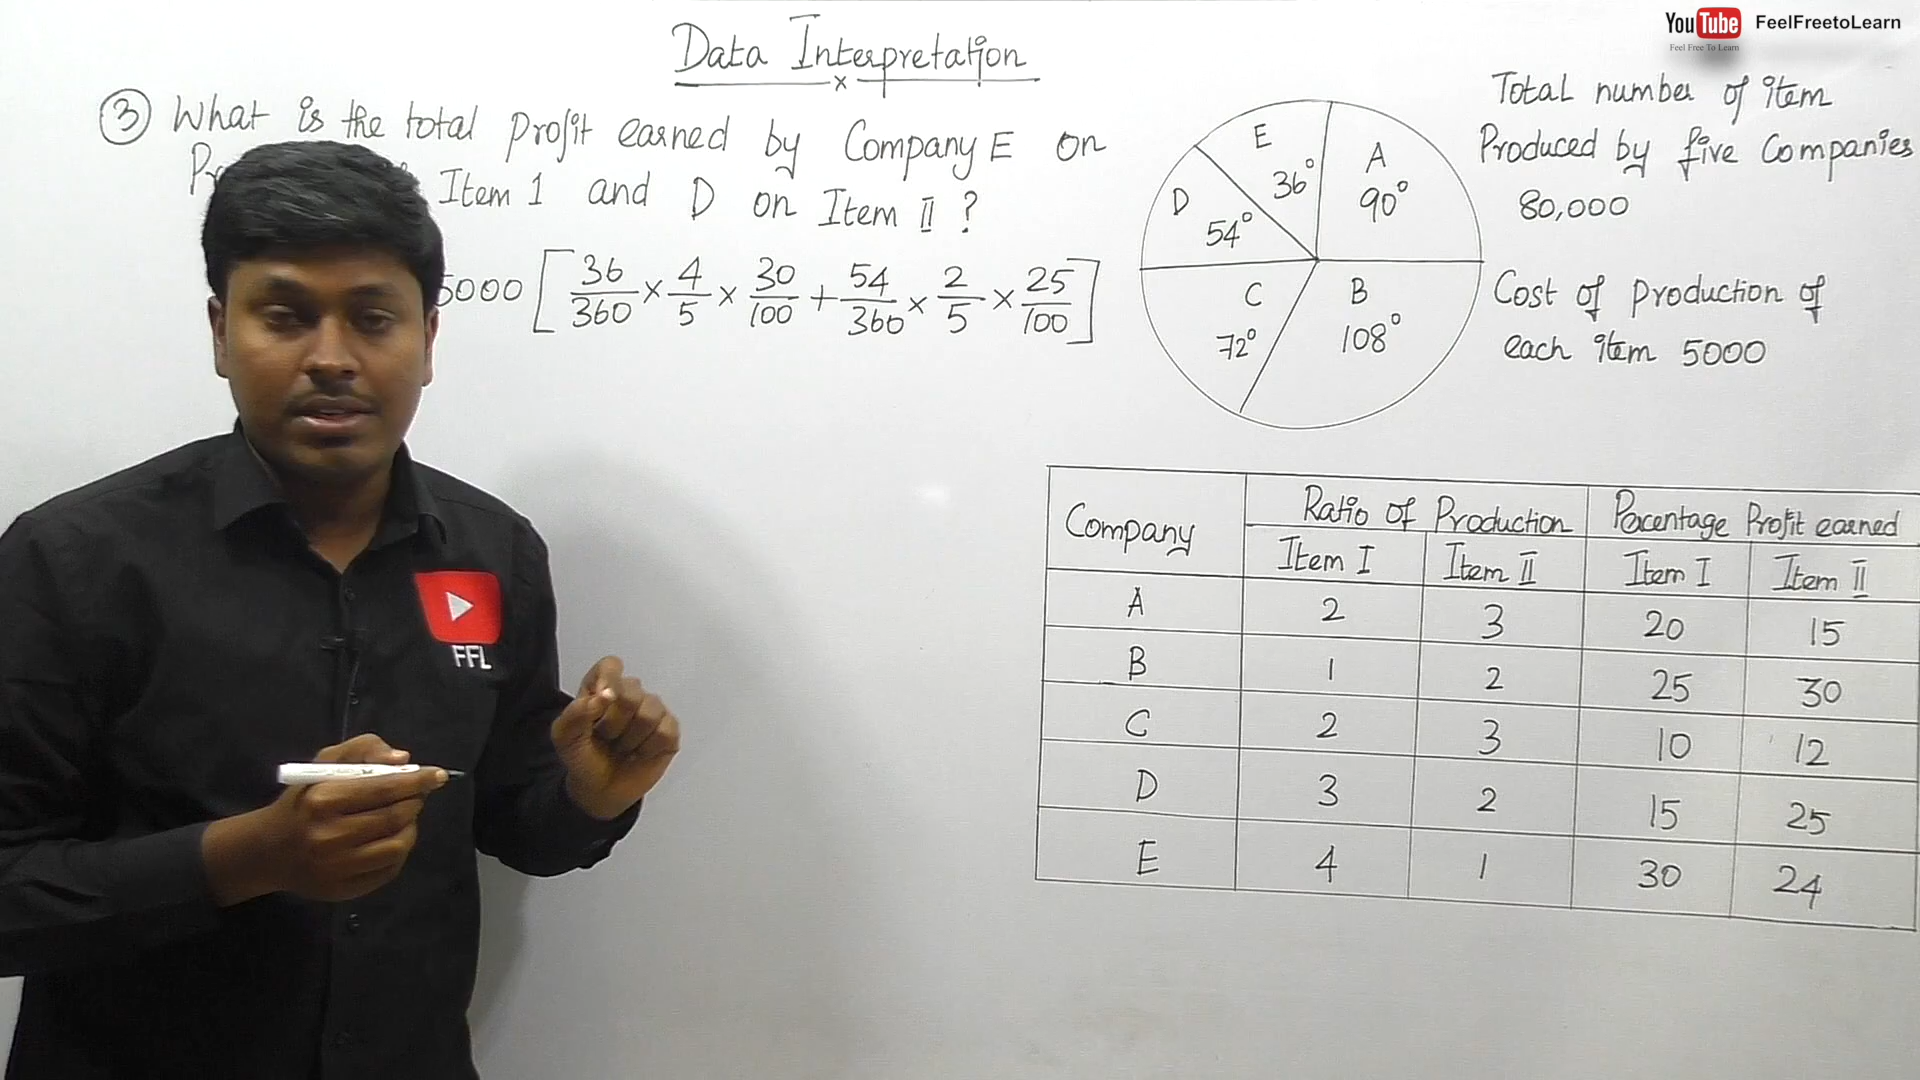 YouTube FeelFreetoLearn
Feel Free To Learn
Data Interpretation
x
③ What is the total Profit earned by Company E on
Item 1 and D on Item II ?
5000 [ 36/360 × 4/5 × 30/100 + 54/360 × 2/5 × 25/100 ]
E
36°
A
90°
D
54°
C
72°
B
108°
Total number of item
Produced by five Companies
80,000
Cost of production of
each item 5000
Company Ratio of Production Percentage Profit earned
Item I Item II Item I Item II
A 2 3 20 15
B 1 2 25 30
C 2 3 10 12
D 3 2 15 25
E 4 1 30 24
FFL